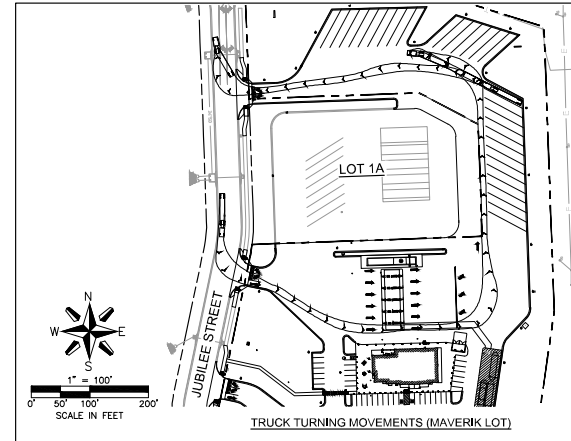 LOT 1A
N
W E
S
JUBILEE STREET
1" = 100'
0' 50' 100' 200'
SCALE IN FEET
TRUCK TURNING MOVEMENTS (MAVERIK LOT)